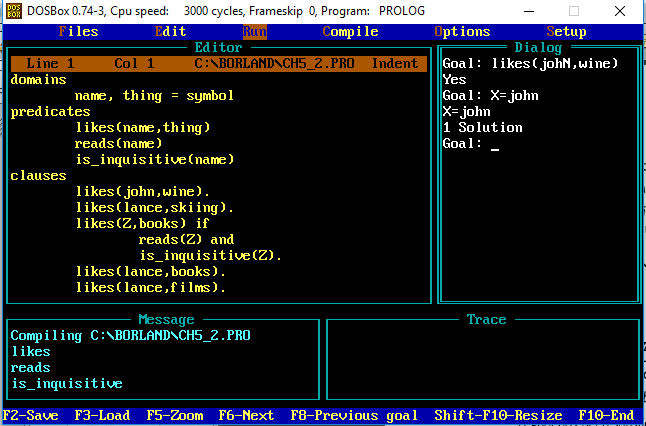 DOS BOX DOSBox 0.74-3, Cpu speed: 3000 cycles, Frameskip 0, Program: PROLOG
Files Edit Run Compile Options Setup
Editor
Line 1 Col 1 C:\BORLAND\CH5_2.PRO Indent
domains
name, thing = symbol
predicates
likes(name,thing)
reads(name)
is_inquisitive(name)
clauses
likes(john,wine).
likes(lance,skiing).
likes(Z,books) if
reads(Z) and
is_inquisitive(Z).
likes(lance,books).
likes(lance,films).
Dialog
Goal: likes(johN,wine)
Yes
Goal: X=john
X=john
1 Solution
Goal: _
Message
Compiling C:\BORLAND\CH5_2.PRO
likes
reads
is_inquisitive
Trace
F2-Save F3-Load F5-Zoom F6-Next F8-Previous goal Shift-F10-Resize F10-End